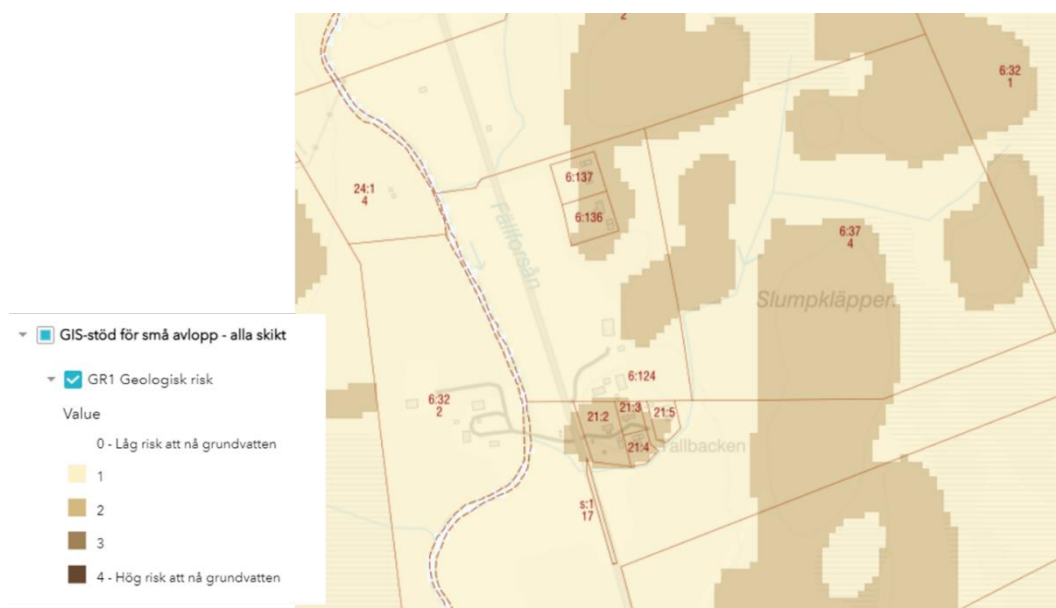 2
6:32
1
6:137
24:1
4
6:136
Fällforsån
6:37
4
Slumpkläppen
GIS-stöd för små avlopp - alla skikt
GR1 Geologisk risk
Value
0 - Låg risk att nå grundvatten
1
2
3
4 - Hög risk att nå grundvatten
6:124
6:32
2
21:2
21:3
21:5
21:4
Tallbacken
s:1
17